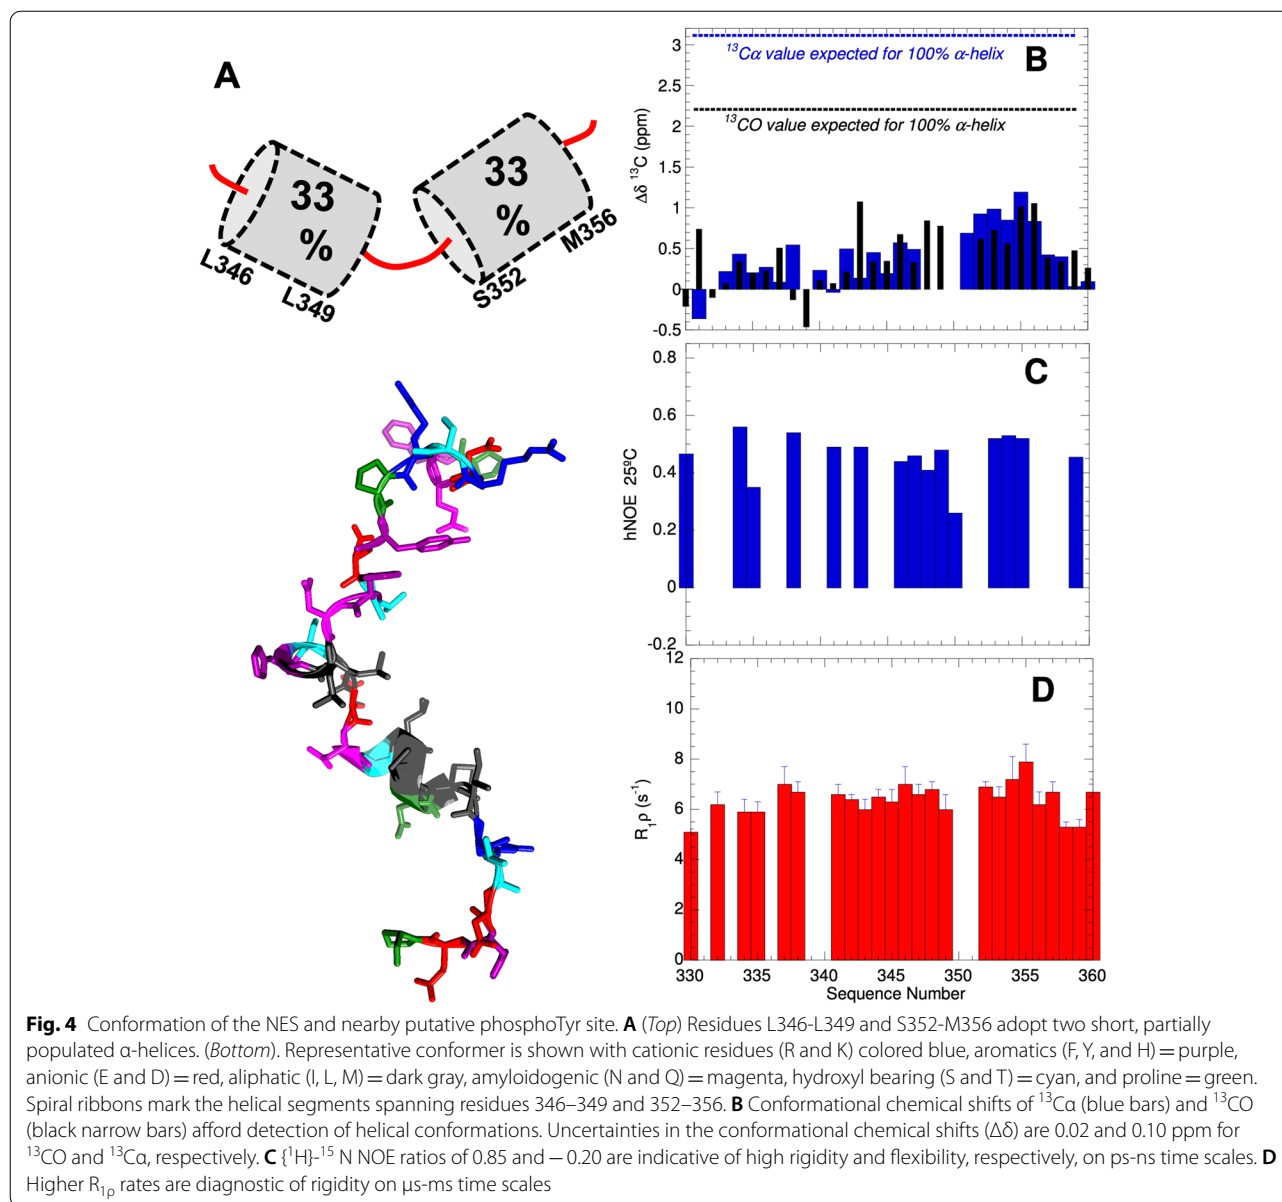 A
33
%
33
%
L346
L349
S352
M356
B
3
2.5
2
1.5
1
0.5
0
-0.5
Δδ ¹³C (ppm)
¹³Cα value expected for 100% α-helix
¹³CO value expected for 100% α-helix
C
0.8
0.6
0.4
0.2
0
-0.2
hNOE 25ºC
D
12
10
8
6
4
2
0
R₁ρ (s⁻¹)
330 335 340 345 350 355 360
Sequence Number
Fig. 4 Conformation of the NES and nearby putative phosphoTyr site. A (Top) Residues L346-L349 and S352-M356 adopt two short, partially
populated α-helices. (Bottom). Representative conformer is shown with cationic residues (R and K) colored blue, aromatics (F, Y, and H) = purple,
anionic (E and D) = red, aliphatic (I, L, M) = dark gray, amyloidogenic (N and Q) = magenta, hydroxyl bearing (S and T) = cyan, and proline = green.
Spiral ribbons mark the helical segments spanning residues 346–349 and 352–356. B Conformational chemical shifts of ¹³Cα (blue bars) and ¹³CO
(black narrow bars) afford detection of helical conformations. Uncertainties in the conformational chemical shifts (Δδ) are 0.02 and 0.10 ppm for
¹³CO and ¹³Cα, respectively. C {¹H}-¹⁵ N NOE ratios of 0.85 and − 0.20 are indicative of high rigidity and flexibility, respectively, on ps-ns time scales. D
Higher R₁ρ rates are diagnostic of rigidity on μs-ms time scales